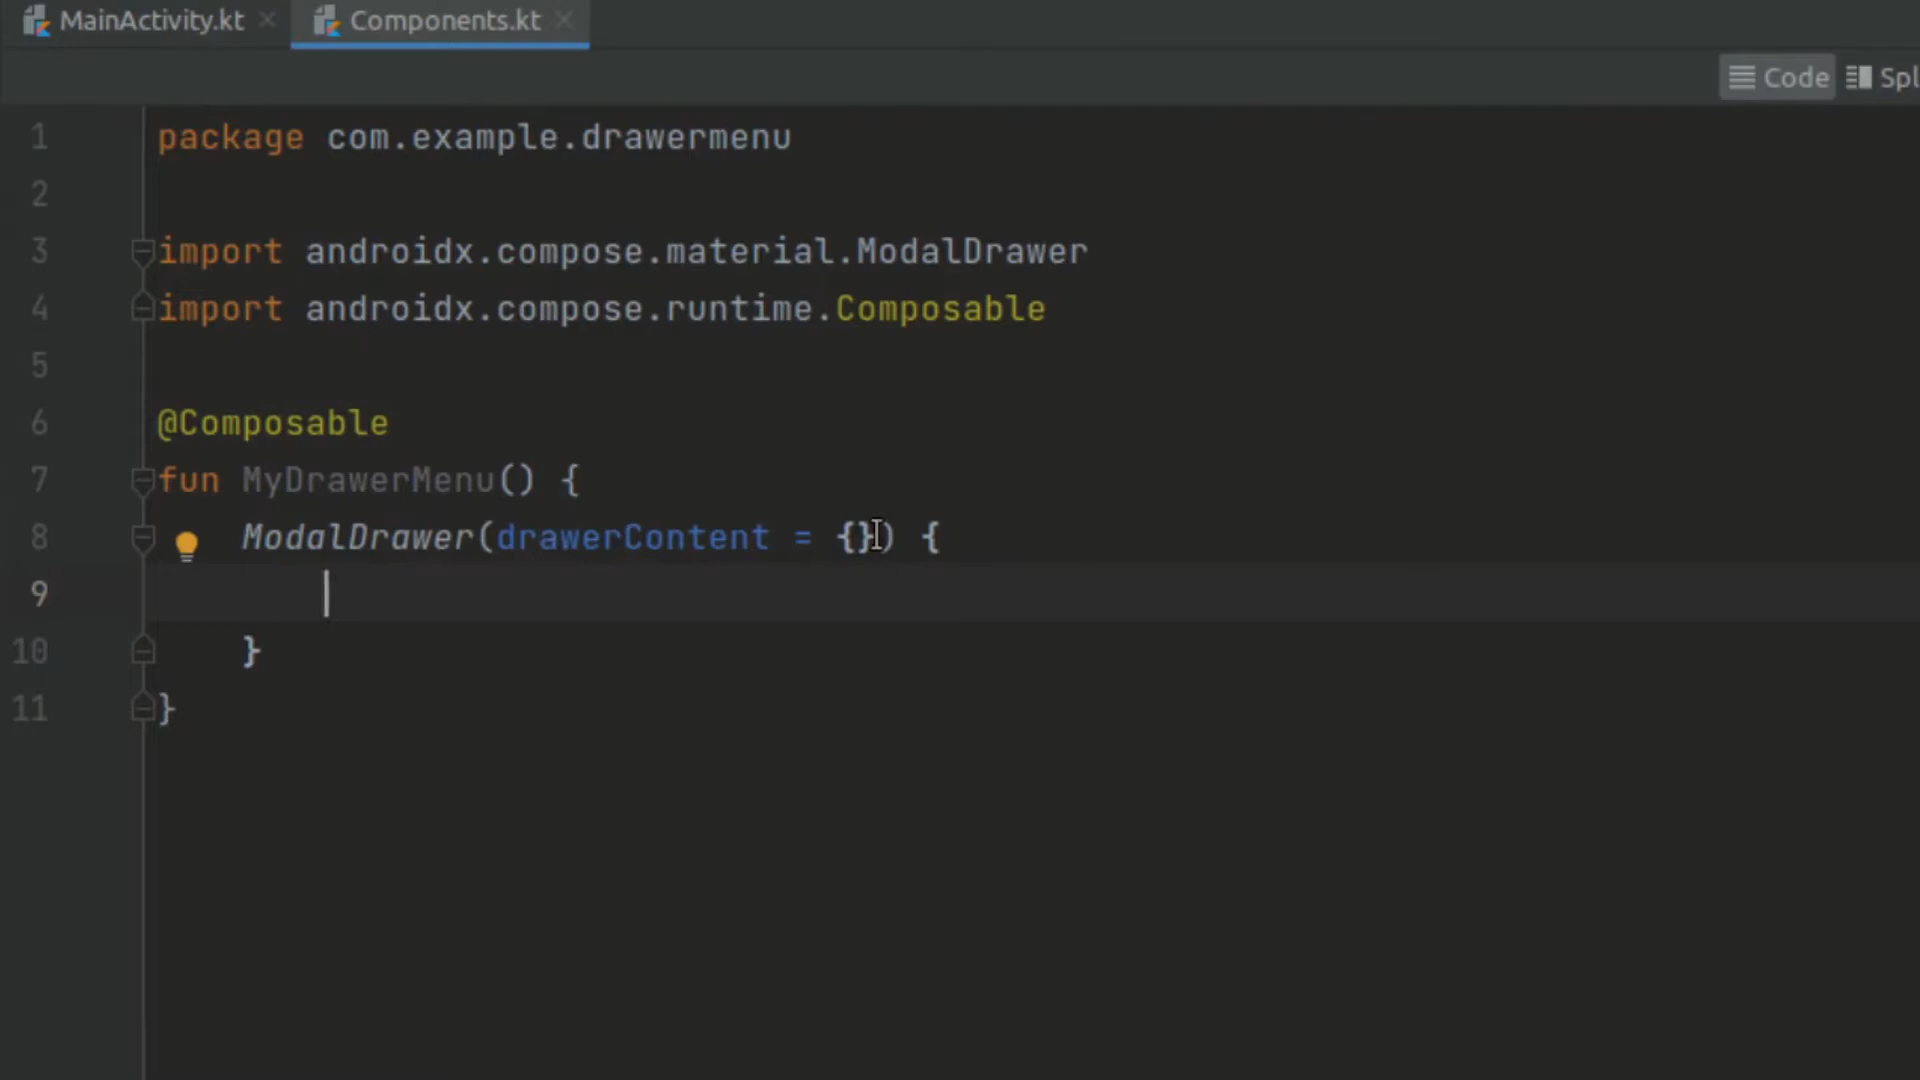 MainActivity.kt Components.kt
Code Spl
1 package com.example.drawermenu
2
3 import androidx.compose.material.ModalDrawer
4 import androidx.compose.runtime.Composable
5
6 @Composable
7 fun MyDrawerMenu() {
8 ModalDrawer(drawerContent = {}) {
9
10 }
11 }